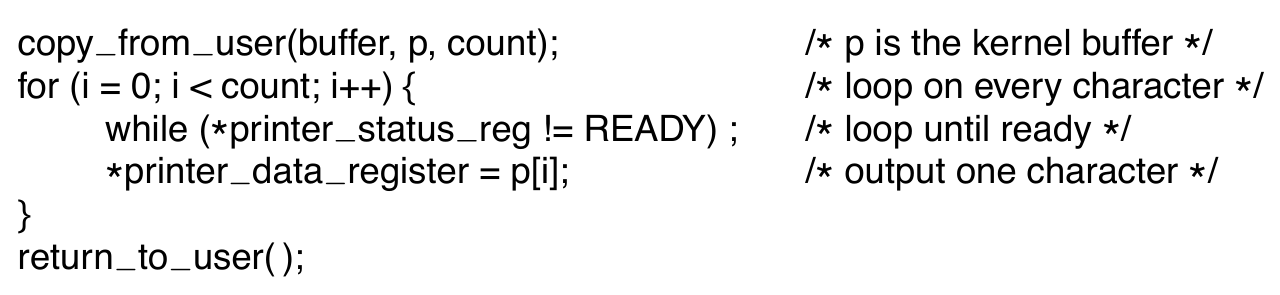 copy_from_user(buffer, p, count); /* p is the kernel buffer */
for (i = 0; i < count; i++) { /* loop on every character */
while (*printer_status_reg != READY) ; /* loop until ready */
*printer_data_register = p[i]; /* output one character */
}
return_to_user( );